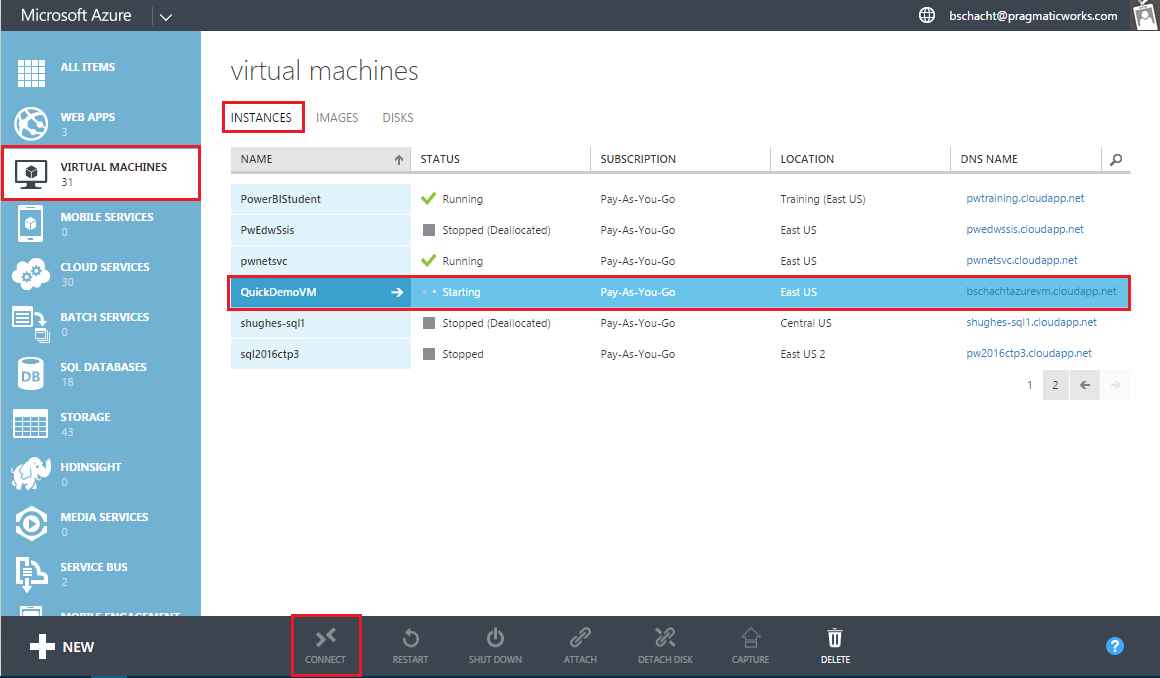 Microsoft Azure
bschacht@pragmaticworks.com
ALL ITEMS
WEB APPS
3
VIRTUAL MACHINES
31
MOBILE SERVICES
0
CLOUD SERVICES
30
BATCH SERVICES
0
SQL DATABASES
18
STORAGE
43
HDINSIGHT
0
MEDIA SERVICES
0
SERVICE BUS
2
MOBILE ENGAGEMENT
DB
virtual machines
INSTANCES IMAGES DISKS
NAME STATUS SUBSCRIPTION LOCATION DNS NAME
PowerBIStudent Running Pay-As-You-Go Training (East US) pwtraining.cloudapp.net
PwEdwSsis Stopped (Deallocated) Pay-As-You-Go East US pwedwssis.cloudapp.net
pwnetsvc Running Pay-As-You-Go East US pwnetsvc.cloudapp.net
QuickDemoVM Starting Pay-As-You-Go East US bschachtazurevm.cloudapp.net
shughes-sql1 Stopped (Deallocated) Pay-As-You-Go Central US shughes-sql1.cloudapp.net
sql2016ctp3 Stopped Pay-As-You-Go East US 2 pw2016ctp3.cloudapp.net
1 2
NEW
CONNECT RESTART SHUT DOWN ATTACH DETACH DISK CAPTURE DELETE
?